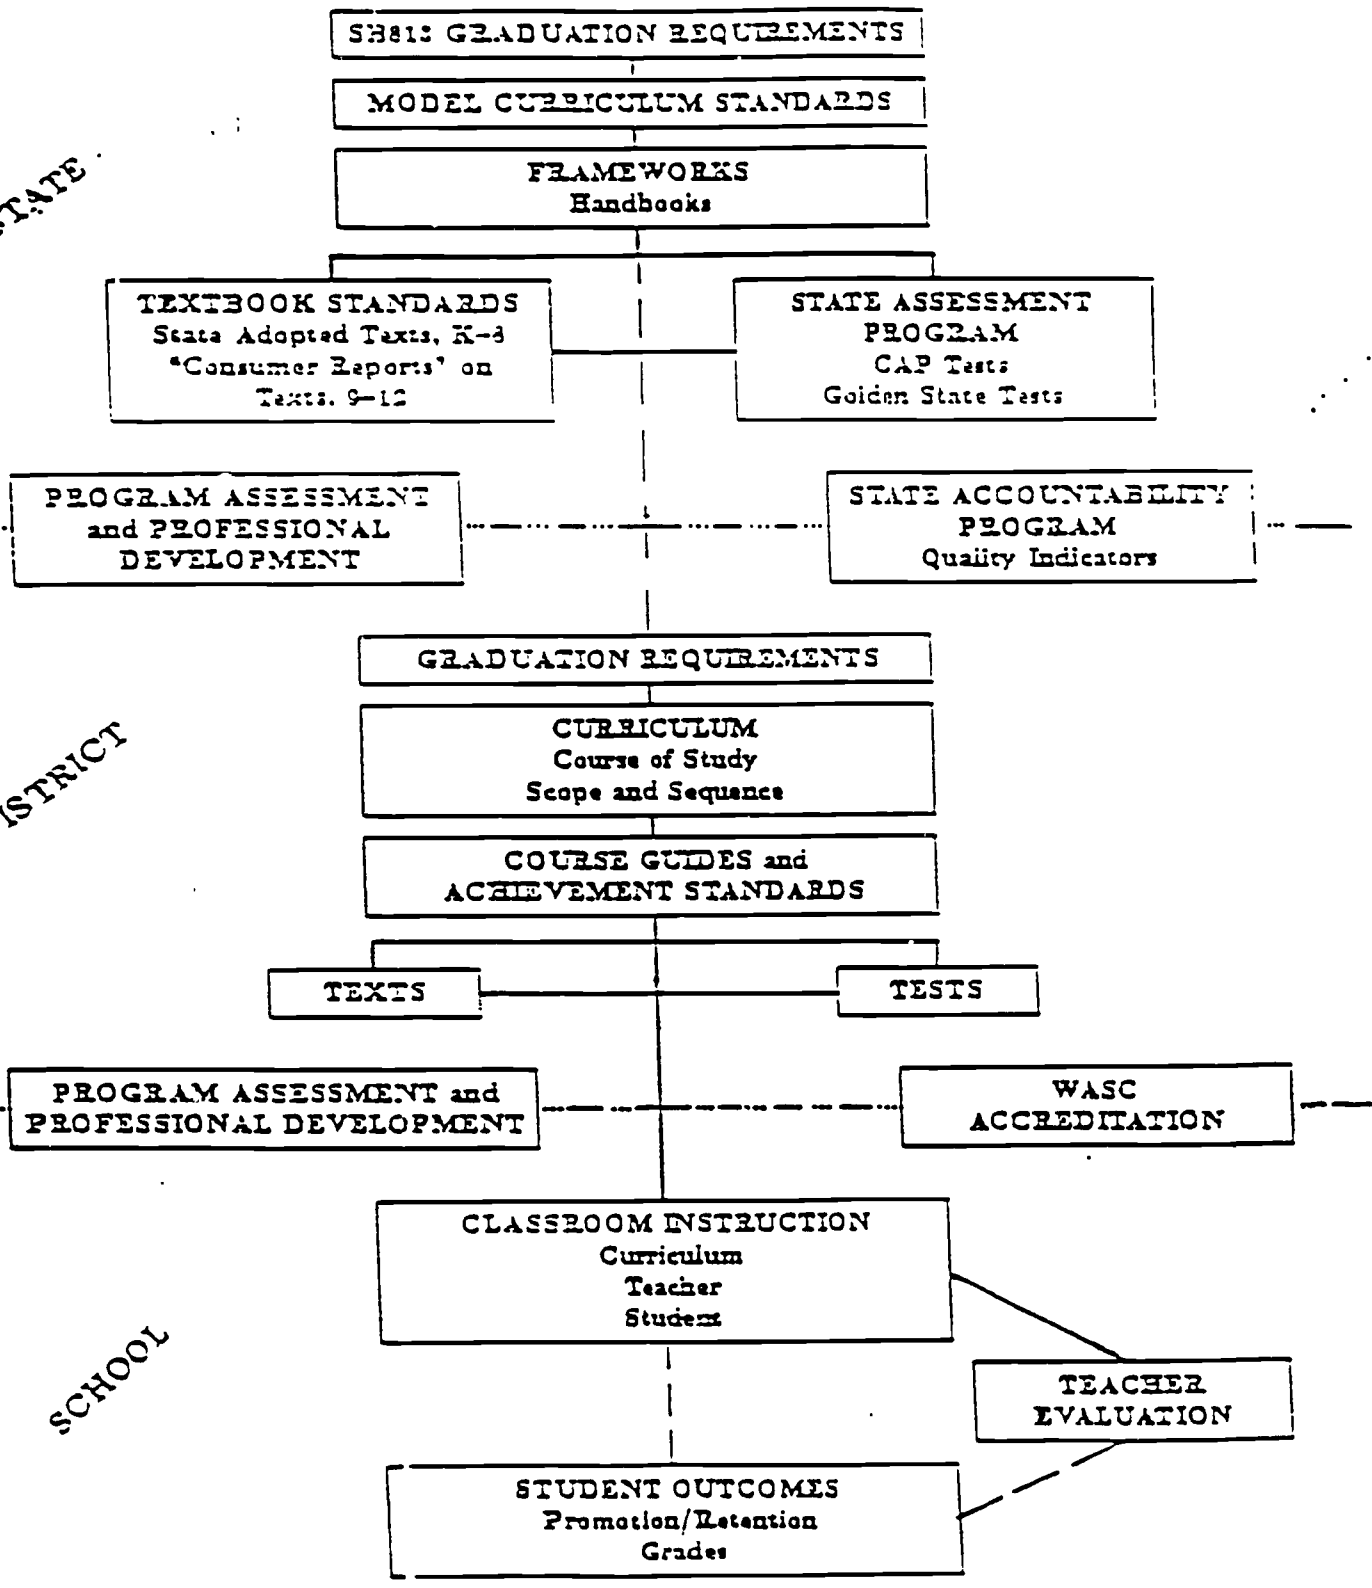 SB813 GRADUATION REQUIREMENTS
MODEL CURRICULUM STANDARDS
STATE
FRAMEWORKS
Handbooks
TEXTBOOK STANDARDS
State Adopted Texts, K-8
"Consumer Reports" on
Texts, 9-12
STATE ASSESSMENT
PROGRAM
CAP Tests
Golden State Tests
PROGRAM ASSESSMENT
and PROFESSIONAL
DEVELOPMENT
STATE ACCOUNTABILITY
PROGRAM
Quality Indicators
GRADUATION REQUIREMENTS
ISTRICT
CURRICULUM
Course of Study
Scope and Sequence
COURSE GUIDES and
ACHIEVEMENT STANDARDS
TEXTS
TESTS
PROGRAM ASSESSMENT and
PROFESSIONAL DEVELOPMENT
WASC
ACCREDITATION
CLASSROOM INSTRUCTION
Curriculum
Teacher
Student
SCHOOL
TEACHER
EVALUATION
STUDENT OUTCOMES
Promotion/Retention
Grades